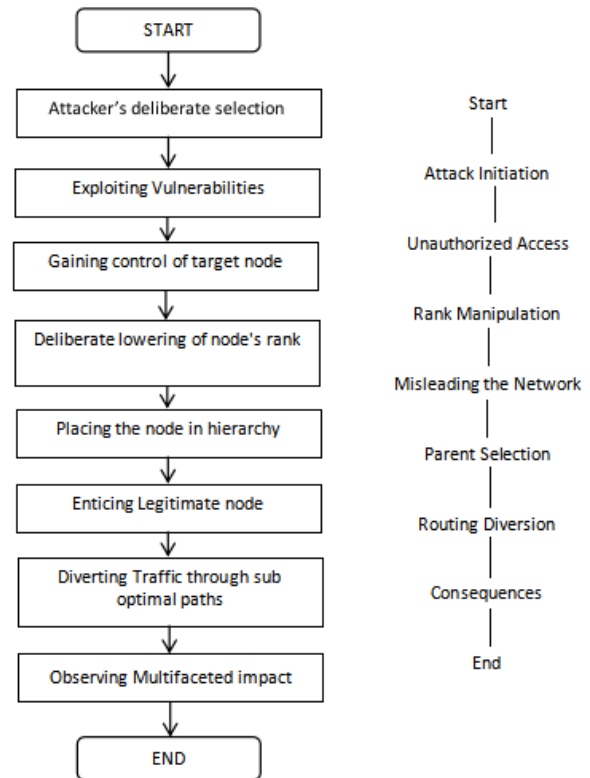 START
Attacker's deliberate selection
Exploiting Vulnerabilities
Gaining control of target node
Deliberate lowering of node's rank
Placing the node in hierarchy
Enticing Legitimate node
Diverting Traffic through sub
optimal paths
Observing Multifaceted impact
END
Start
Attack Initiation
Unauthorized Access
Rank Manipulation
Misleading the Network
Parent Selection
Routing Diversion
Consequences
End